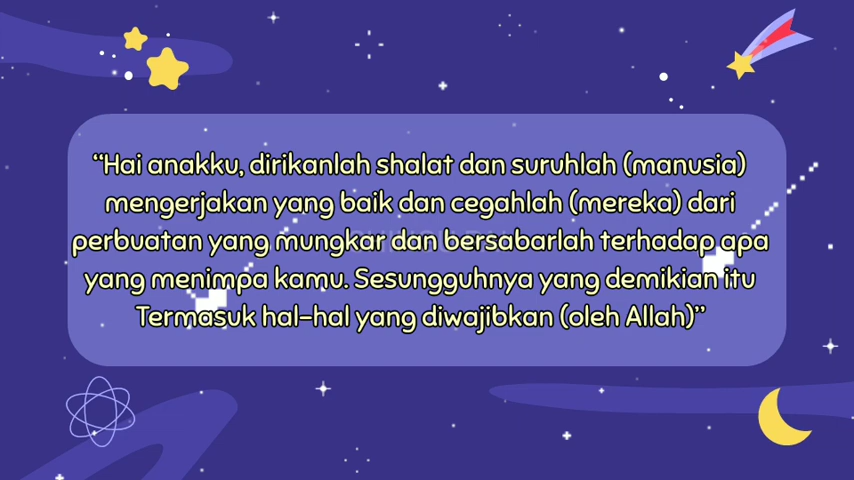 “Hai anakku, dirikanlah shalat dan suruhlah (manusia)
mengerjakan yang baik dan cegahlah (mereka) dari
perbuatan yang mungkar dan bersabarlah terhadap apa
yang menimpa kamu. Sesungguhnya yang demikian itu
Termasuk hal-hal yang diwajibkan (oleh Allah)”